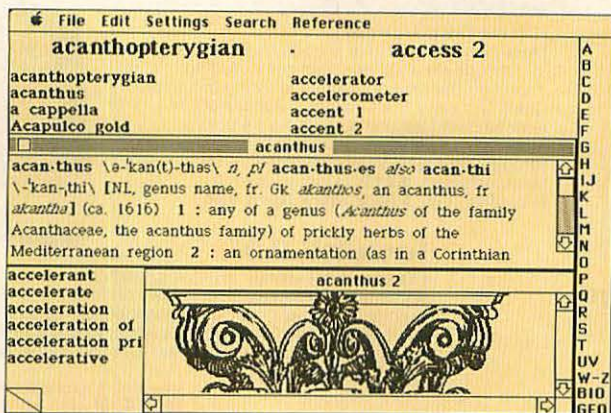 File Edit Settings Search Reference
acanthopterygian · access 2
acanthopterygian
acanthus
a cappella
Acapulco gold
accelerator
accelerometer
accent 1
accent 2
acanthus
acan·thus \ə-ˈkan(t)-thəs\ n, pl acan·thus·es also acan·thi
\-ˈkan-ˌthi\ [NL, genus name, fr. Gk akanthos, an acanthus, fr.
akantha] (ca. 1616) 1 : any of a genus (Acanthus of the family
Acanthaceae, the acanthus family) of prickly herbs of the
Mediterranean region 2 : an ornamentation (as in a Corinthian
accelerant
accelerate
acceleration
acceleration of
acceleration pri
accelerative
acanthus 2
A
B
C
D
E
F
G
H
IJ
K
L
M
N
O
P
Q
R
S
T
UV
W-Z
BIO
GEO